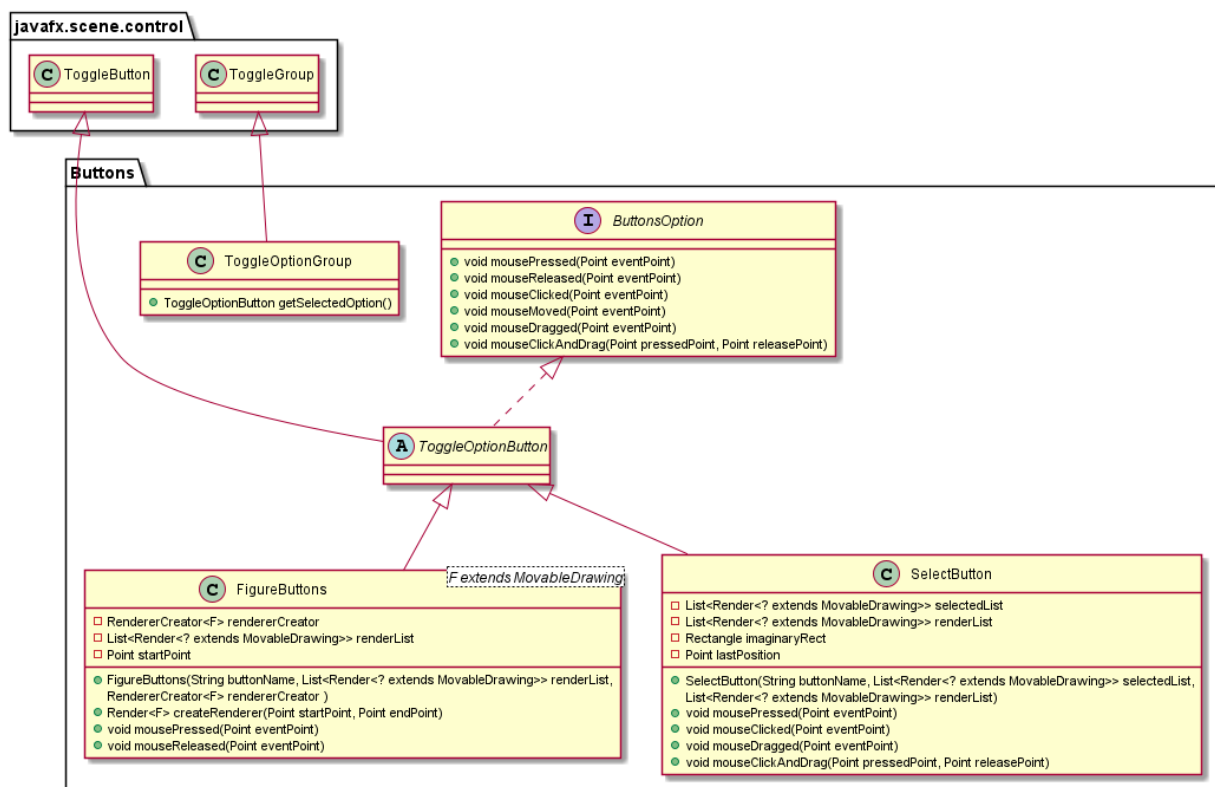 javafx.scene.control
C ToggleButton
C ToggleGroup
Buttons
C ToggleOptionGroup
ToggleOptionButton getSelectedOption()
I ButtonsOption
void mousePressed(Point eventPoint)
void mouseReleased(Point eventPoint)
void mouseClicked(Point eventPoint)
void mouseMoved(Point eventPoint)
void mouseDragged(Point eventPoint)
void mouseClickAndDrag(Point pressedPoint, Point releasePoint)
A ToggleOptionButton
C FigureButtons
F extends MovableDrawing
RendererCreator<F> rendererCreator
List<Render<? extends MovableDrawing>> renderList
Point startPoint
FigureButtons(String buttonName, List<Render<? extends MovableDrawing>> renderList,
RendererCreator<F> rendererCreator )
Render<F> createRenderer(Point startPoint, Point endPoint)
void mousePressed(Point eventPoint)
void mouseReleased(Point eventPoint)
C SelectButton
List<Render<? extends MovableDrawing>> selectedList
List<Render<? extends MovableDrawing>> renderList
Rectangle imaginaryRect
Point lastPosition
SelectButton(String buttonName, List<Render<? extends MovableDrawing>> selectedList,
List<Render<? extends MovableDrawing>> renderList)
void mousePressed(Point eventPoint)
void mouseClicked(Point eventPoint)
void mouseDragged(Point eventPoint)
void mouseClickAndDrag(Point pressedPoint, Point releasePoint)